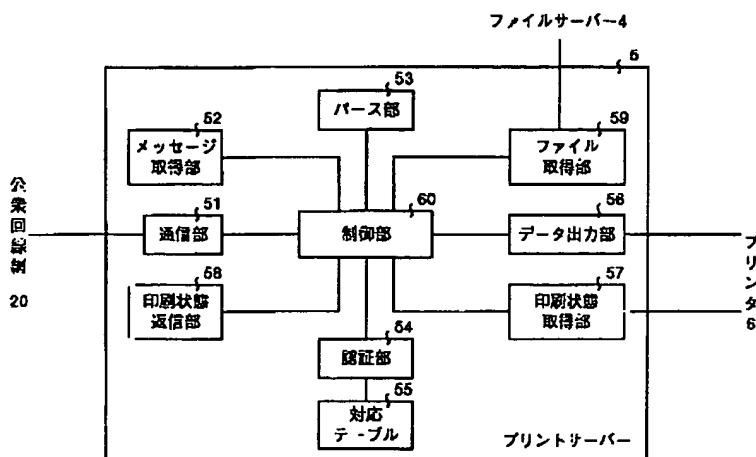 ファイルサーバー4
5
53
パース部
52
メッセージ
取得部
59
ファイル
取得部
公衆回線網 20
51
通信部
60
制御部
56
データ出力部
プリンタ6
58
印刷状態
返信部
57
印刷状態
取得部
54
認証部
55
対応
テーブル
プリントサーバー